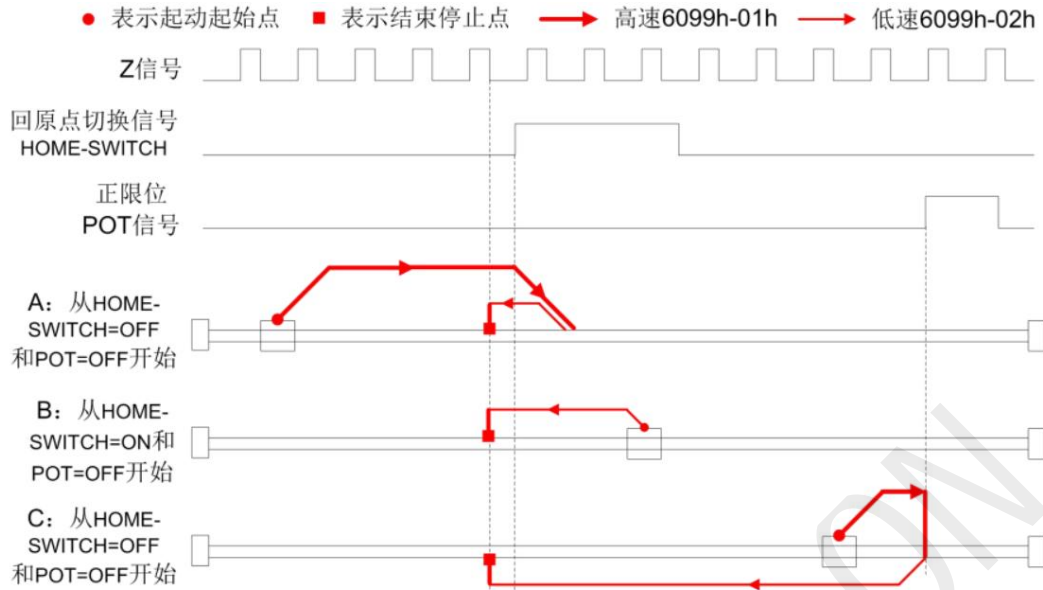 表示起动起始点 表示结束停止点 高速6099h-01h 低速6099h-02h
Z信号
回原点切换信号
HOME-SWITCH
正限位
POT信号
A：从HOME-
SWITCH=OFF
和POT=OFF开始
B：从HOME-
SWITCH=ON和
POT=OFF开始
C：从HOME-
SWITCH=OFF
和POT=OFF开始
ON